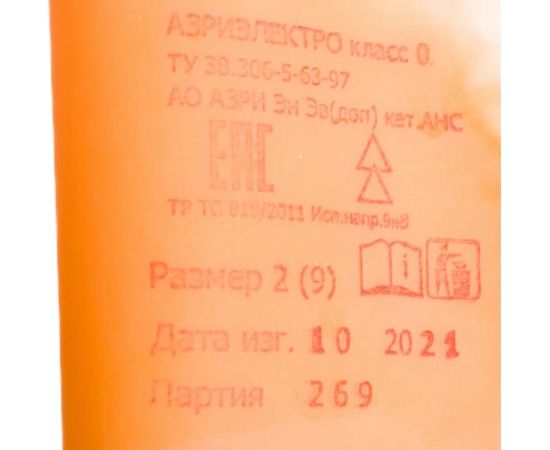 АЗРИЭЛЕКТРО класс 0.
ТУ 38.306-5-63-97
АО АЗРИ Эн Эв(доп) кат.АНС
ЕАС
ТР ТС 019/2011 Исп.напр.9кВ
Размер 2 (9)
Дата изг. 10 2021
Партия 269